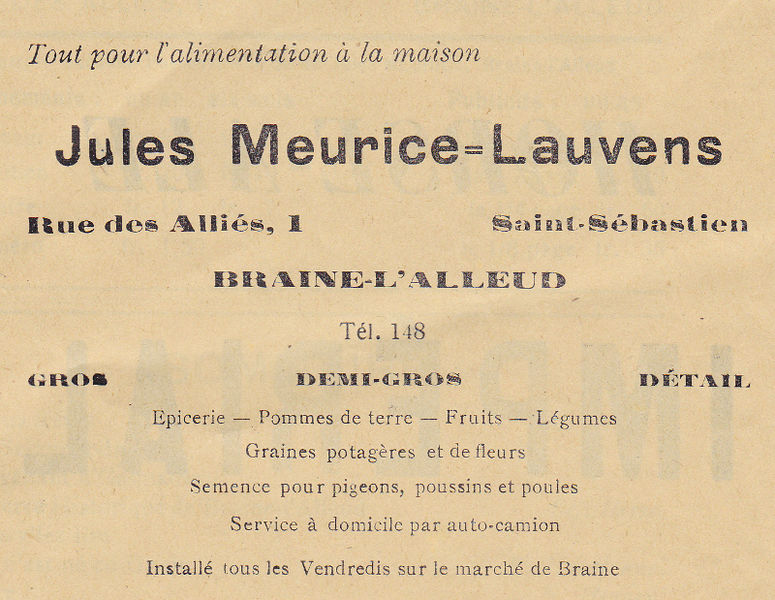 Tout pour l'alimentation à la maison
Jules Meurice=Lauvens
Rue des Alliés, 1 Saint-Sébastien
BRAINE-L'ALLEUD
Tél. 148
GROS DEMI-GROS DÉTAIL
Epicerie — Pommes de terre — Fruits — Légumes
Graines potagères et de fleurs
Semence pour pigeons, poussins et poules
Service à domicile par auto-camion
Installé tous les Vendredis sur le marché de Braine